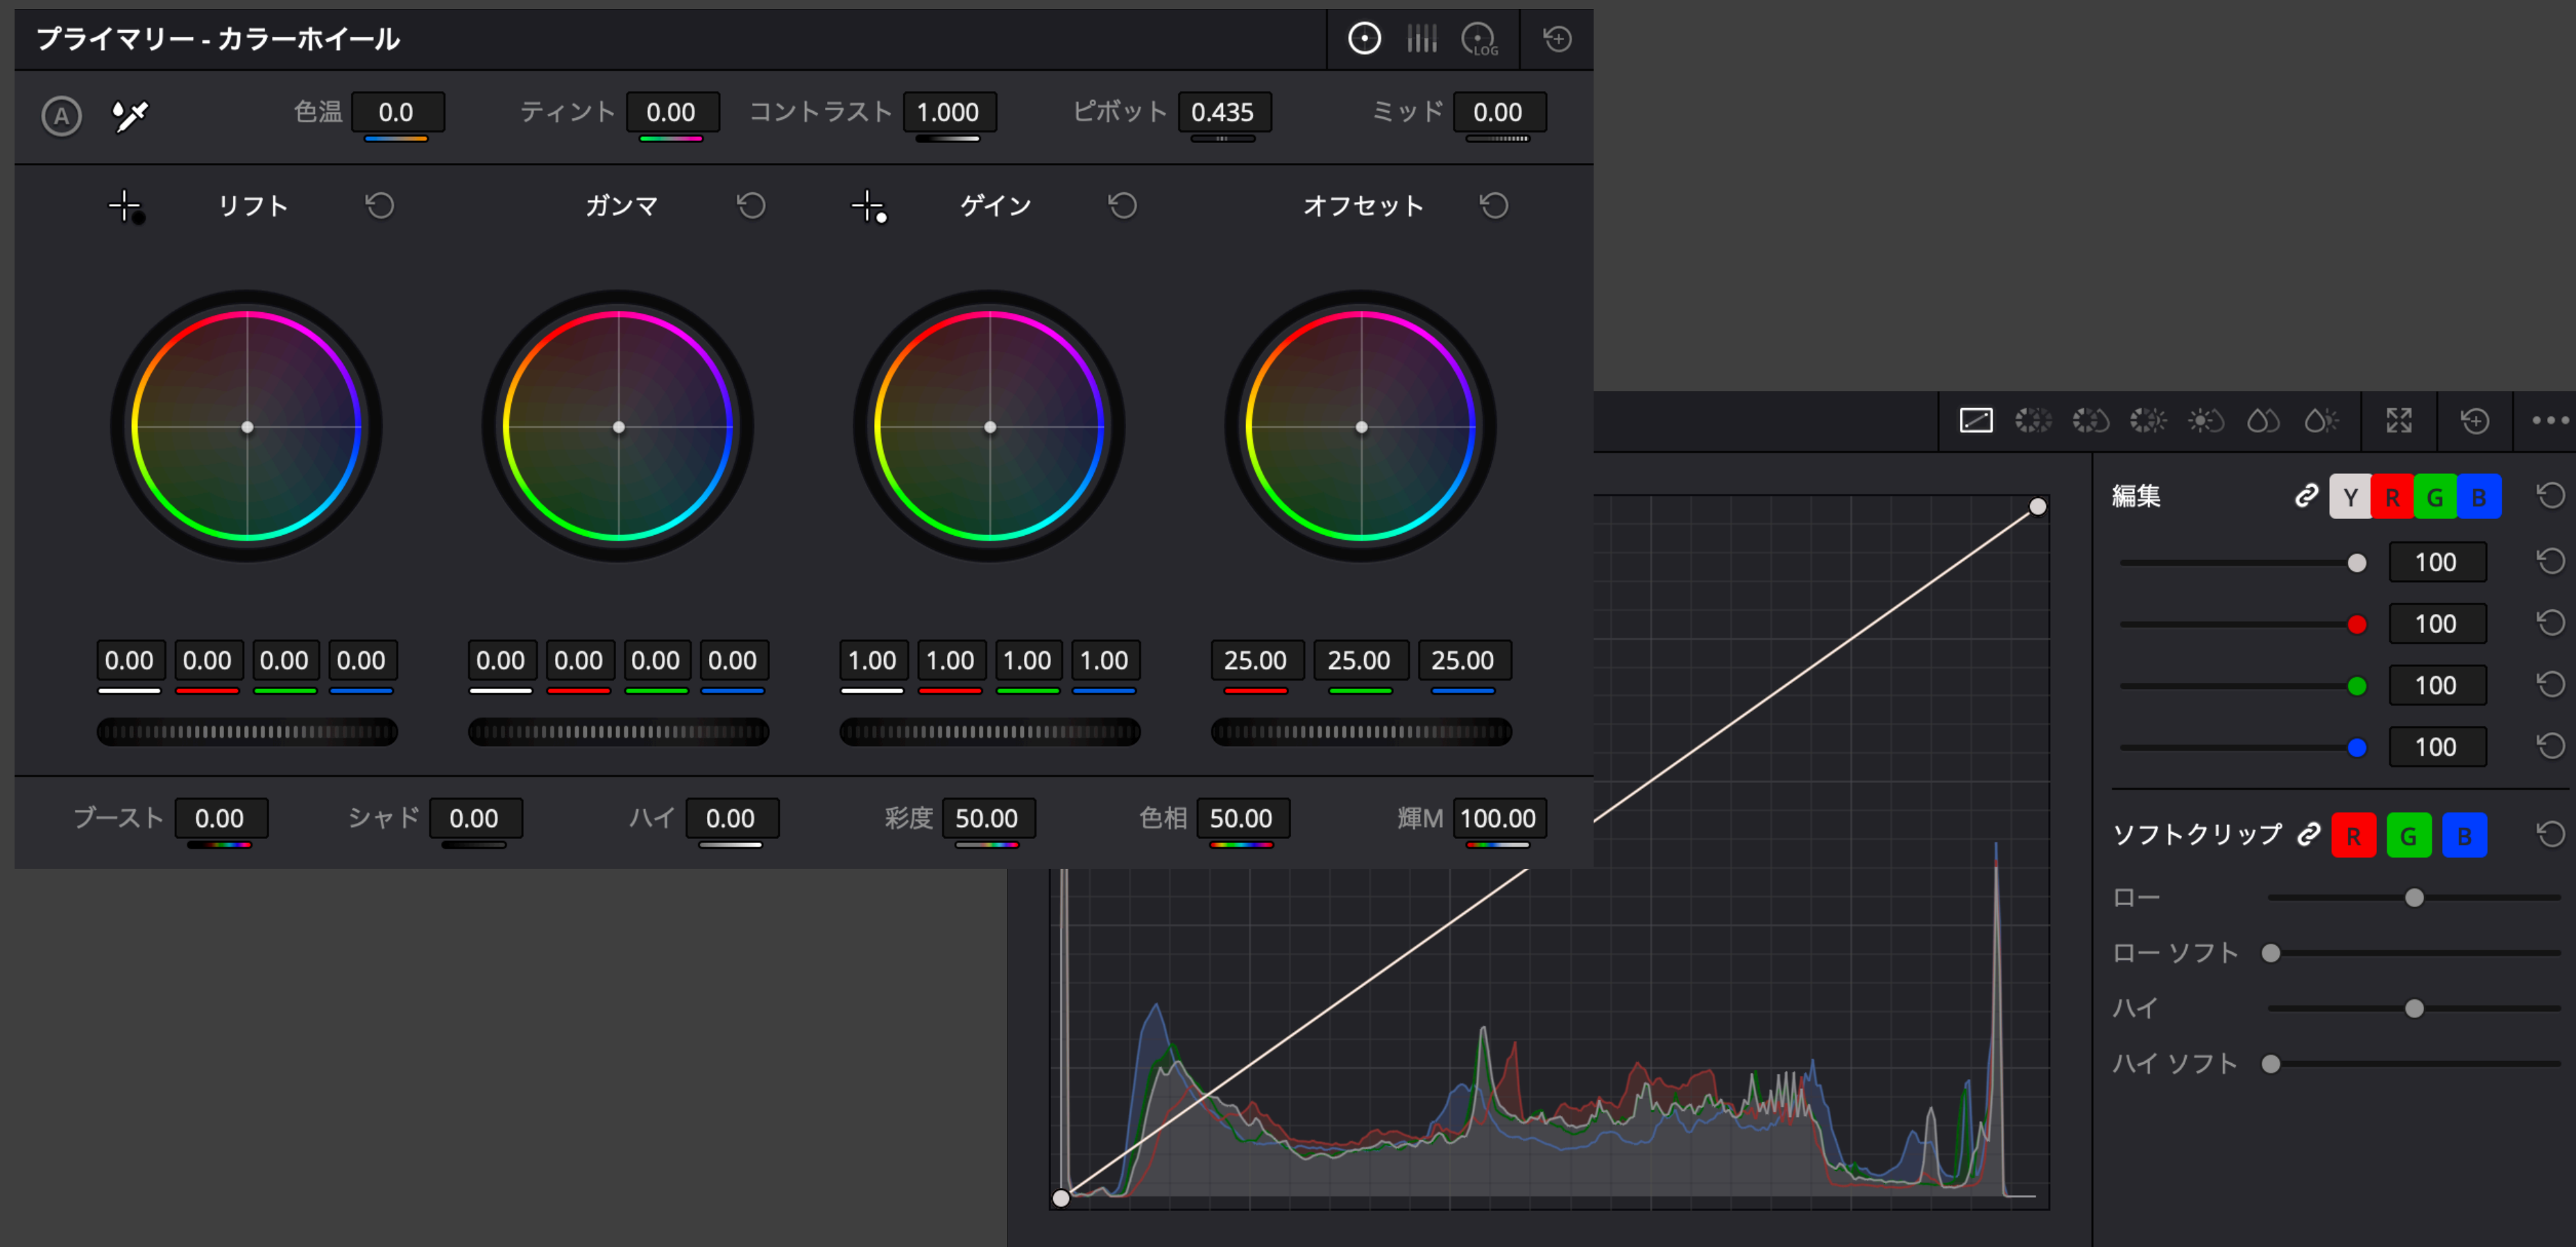 プライマリー - カラーホイール
LOG
A 色温 0.0 ティント 0.00 コントラスト 1.000 ピボット 0.435 ミッド 0.00
リフト ガンマ ゲイン オフセット
0.00 0.00 0.00 0.00 0.00 0.00 0.00 0.00 1.00 1.00 1.00 1.00 25.00 25.00 25.00
ブースト 0.00 シャド 0.00 ハイ 0.00 彩度 50.00 色相 50.00 輝M 100.00
編集 Y R G B
100
100
100
100
ソフトクリップ R G B
ロー
ロー ソフト
ハイ
ハイ ソフト